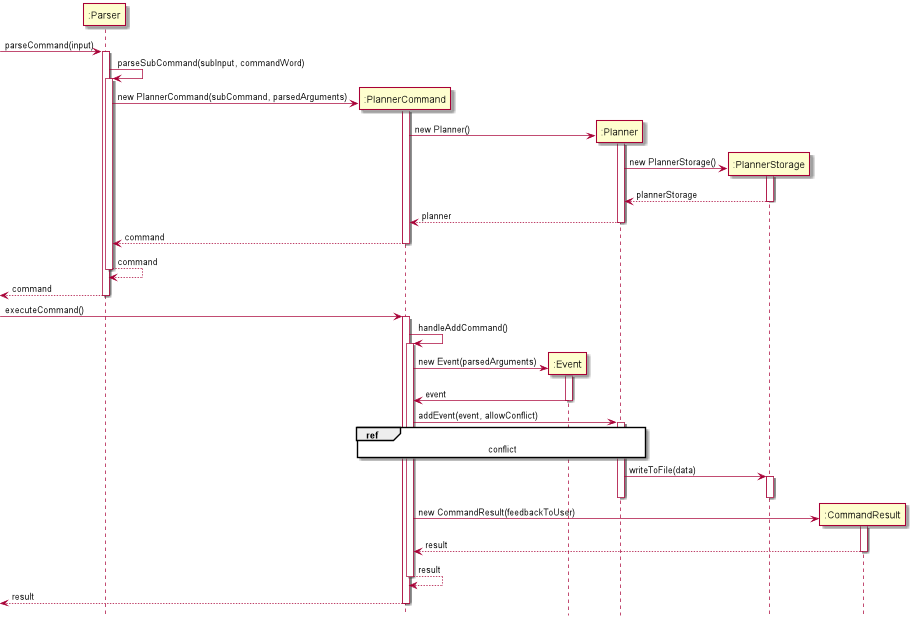 :Parser
parseCommand(input)
parseSubCommand(subInput, commandWord)
new PlannerCommand(subCommand, parsedArguments)
:PlannerCommand
new Planner()
:Planner
new PlannerStorage()
:PlannerStorage
plannerStorage
planner
command
command
command
executeCommand()
handleAddCommand()
new Event(parsedArguments)
:Event
event
addEvent(event, allowConflict)
ref
conflict
writeToFile(data)
new CommandResult(feedbackToUser)
:CommandResult
result
result
result